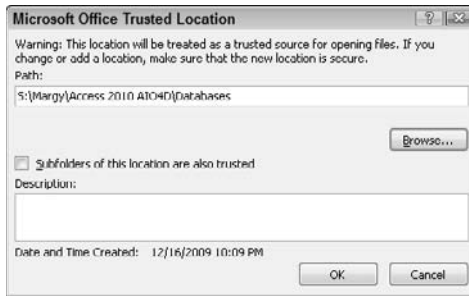 Microsoft Office Trusted Location
Warning: This location will be treated as a trusted source for opening files. If you
change or add a location, make sure that the new location is secure.
Path:
S:\Margy\Access 2010 AIO4D\Databases
Browse...
Subfolders of this location are also trusted
Description:
Date and Time Created: 12/16/2009 10:09 PM
OK Cancel